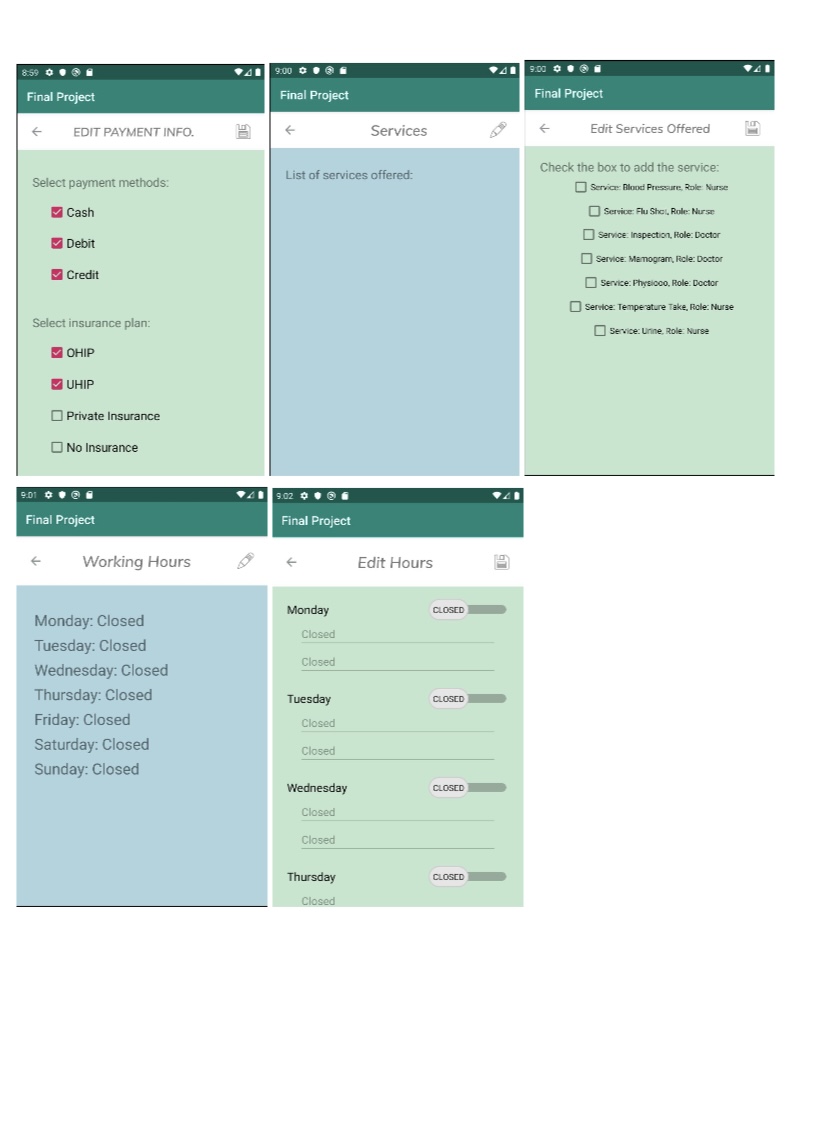 8:59
Final Project
EDIT PAYMENT INFO.
Select payment methods:
Cash
Debit
Credit
Select insurance plan:
OHIP
UHIP
Private Insurance
No Insurance
9:00
Final Project
Services
List of services offered:
9:00
Final Project
Edit Services Offered
Check the box to add the service:
Service: Blood Pressure, Role: Nurse
Service: Flu Shot, Role: Nurse
Service: Inspection, Role: Doctor
Service: Mamogram, Role: Doctor
Service: Physiooo, Role: Doctor
Service: Temperature Take, Role: Nurse
Service: Urine, Role: Nurse
9:01
Final Project
Working Hours
Monday: Closed
Tuesday: Closed
Wednesday: Closed
Thursday: Closed
Friday: Closed
Saturday: Closed
Sunday: Closed
9:02
Final Project
Edit Hours
Monday CLOSED
Closed
Closed
Tuesday CLOSED
Closed
Closed
Wednesday CLOSED
Closed
Closed
Thursday CLOSED
Closed